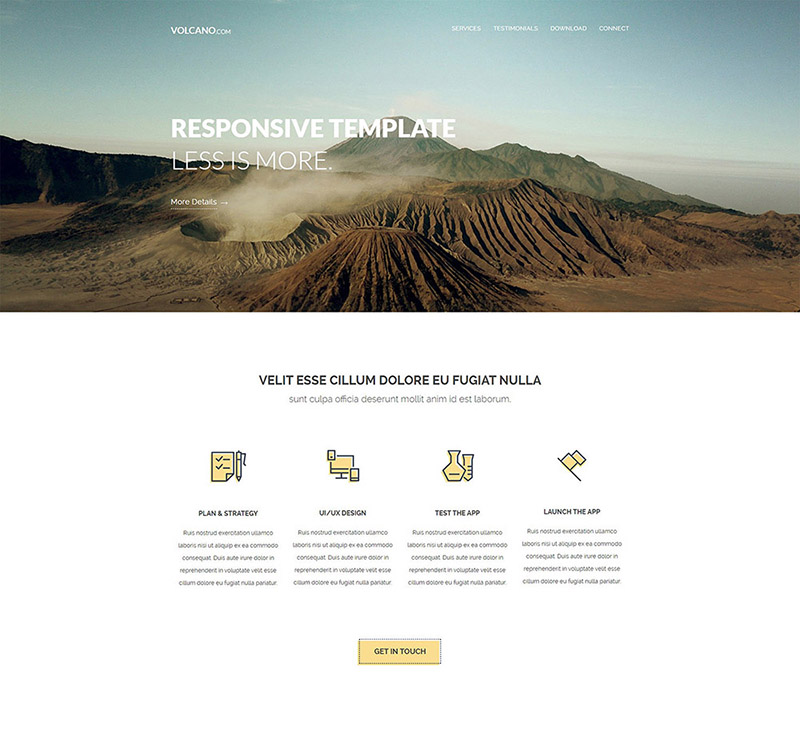 VOLCANO.COM
SERVICES TESTIMONIALS DOWNLOAD CONNECT
RESPONSIVE TEMPLATE
LESS IS MORE.
More Details →
VELIT ESSE CILLUM DOLORE EU FUGIAT NULLA
sunt culpa officia deserunt mollit anim id est laborum.
PLAN & STRATEGY
Ruis nostrud exercitation ullamco
laboris nisi ut aliquip ex ea commodo
consequat. Duis aute irure dolor in
reprehenderit in voluptate velit esse
cillum dolore eu fugiat nulla pariatur.
UI/UX DESIGN
Ruis nostrud exercitation ullamco
laboris nisi ut aliquip ex ea commodo
consequat. Duis aute irure dolor in
reprehenderit in voluptate velit esse
cillum dolore eu fugiat nulla pariatur.
TEST THE APP
Ruis nostrud exercitation ullamco
laboris nisi ut aliquip ex ea commodo
consequat. Duis aute irure dolor in
reprehenderit in voluptate velit esse
cillum dolore eu fugiat nulla pariatur.
LAUNCH THE APP
Ruis nostrud exercitation ullamco
laboris nisi ut aliquip ex ea commodo
consequat. Duis aute irure dolor in
reprehenderit in voluptate velit esse
cillum dolore eu fugiat nulla pariatur.
GET IN TOUCH